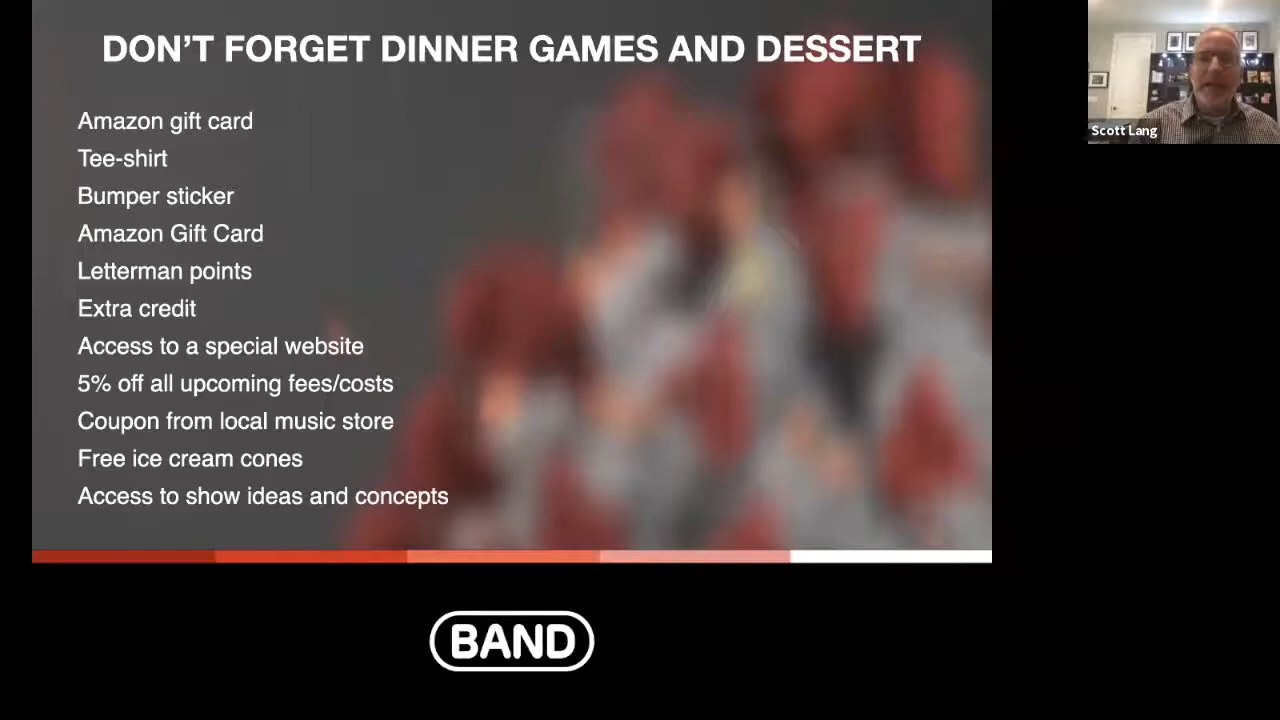 DON'T FORGET DINNER GAMES AND DESSERT
Amazon gift card
Tee-shirt
Bumper sticker
Amazon Gift Card
Letterman points
Extra credit
Access to a special website
5% off all upcoming fees/costs
Coupon from local music store
Free ice cream cones
Access to show ideas and concepts
Scott Lang
BAND